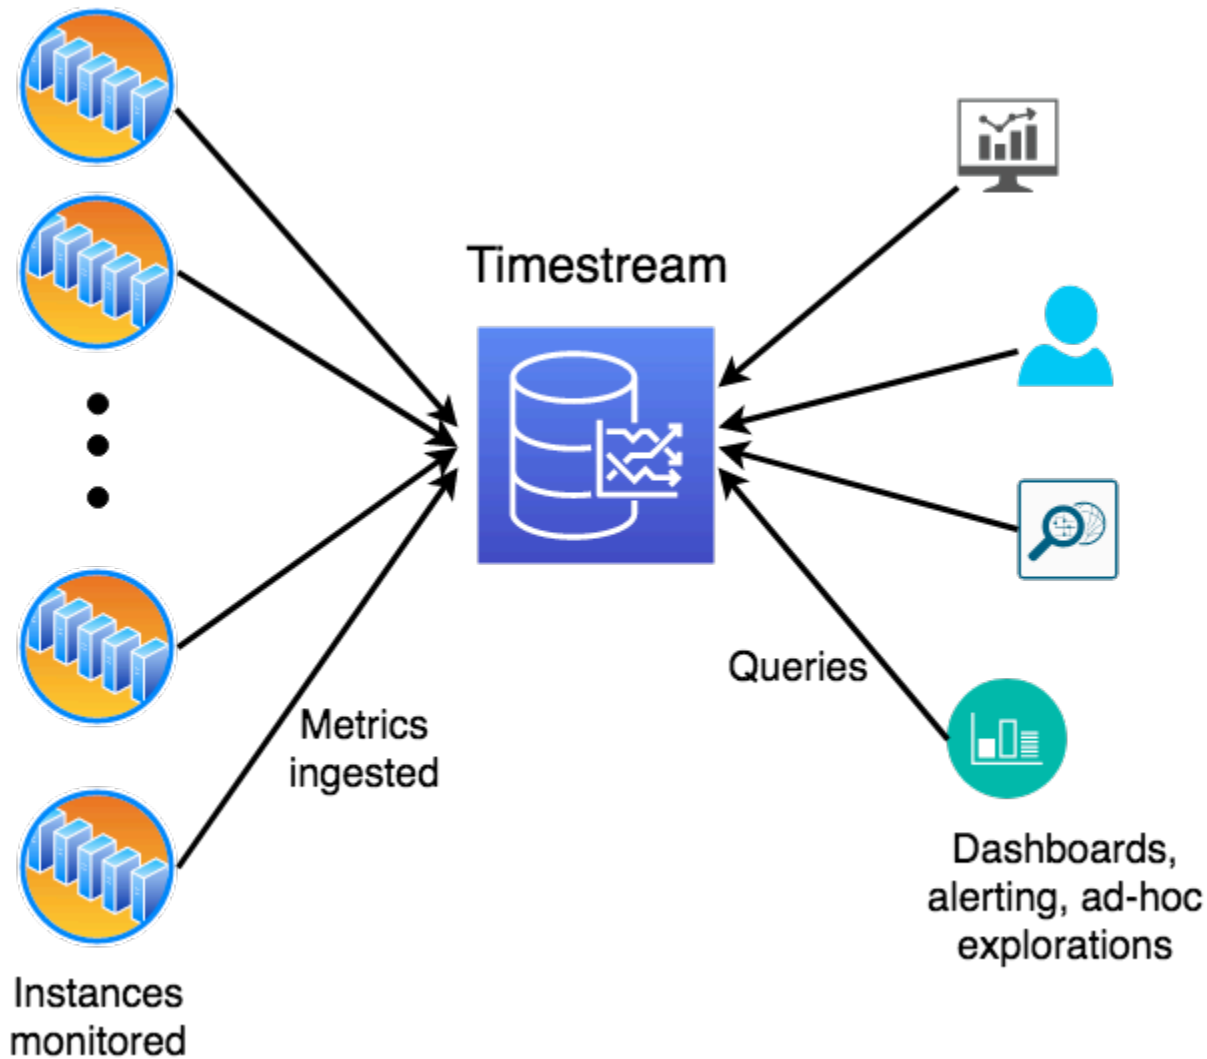 Timestream
Queries
Metrics
ingested
Dashboards,
alerting, ad-hoc
explorations
Instances
monitored